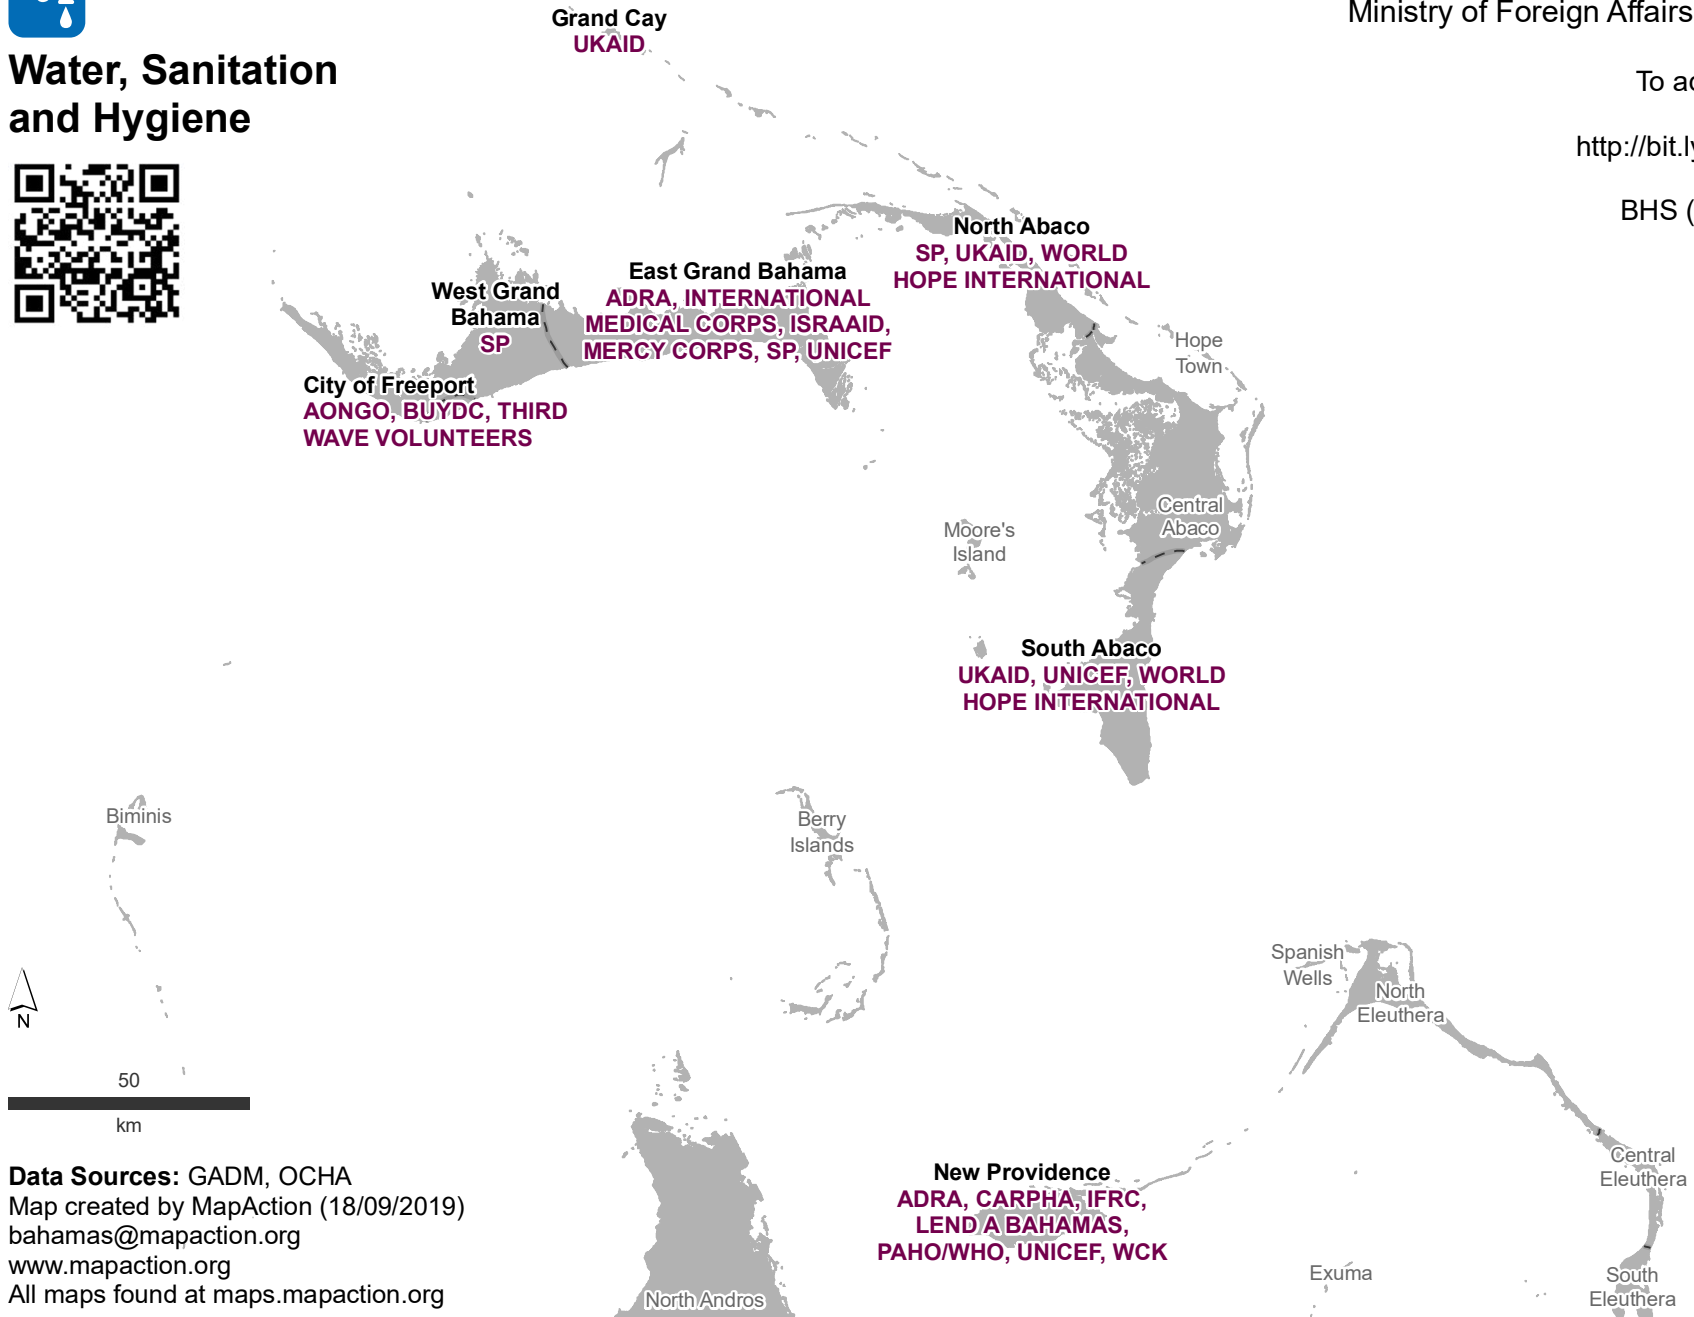 Grand Cay
UKAID
Ministry of Foreign Affairs
Water, Sanitation
and Hygiene
To
http://bit.ly
BHS (
North Abaco
SP, UKAID, WORLD
HOPE INTERNATIONAL
East Grand Bahama
ADRA, INTERNATIONAL
MEDICAL CORPS, ISRAAID,
MERCY CORPS, SP, UNICEF
West Grand
Bahama
SP
City of Freeport
AONGO, BUYDC, THIRD
WAVE VOLUNTEERS
Hope
Town
Central
Abaco
Moore's
Island
South Abaco
UKAID, UNICEF, WORLD
HOPE INTERNATIONAL
Biminis
Berry
Islands
Spanish
Wells
North
Eleuthera
N
50
km
Data Sources: GADM, OCHA
Map created by MapAction (18/09/2019)
bahamas@mapaction.org
www.mapaction.org
All maps found at maps.mapaction.org
New Providence
ADRA, CARPHA, IFRC,
LEND A BAHAMAS,
PAHO/WHO, UNICEF, WCK
Central
Eleuthera
Exuma
South
Eleuthera
North Andros